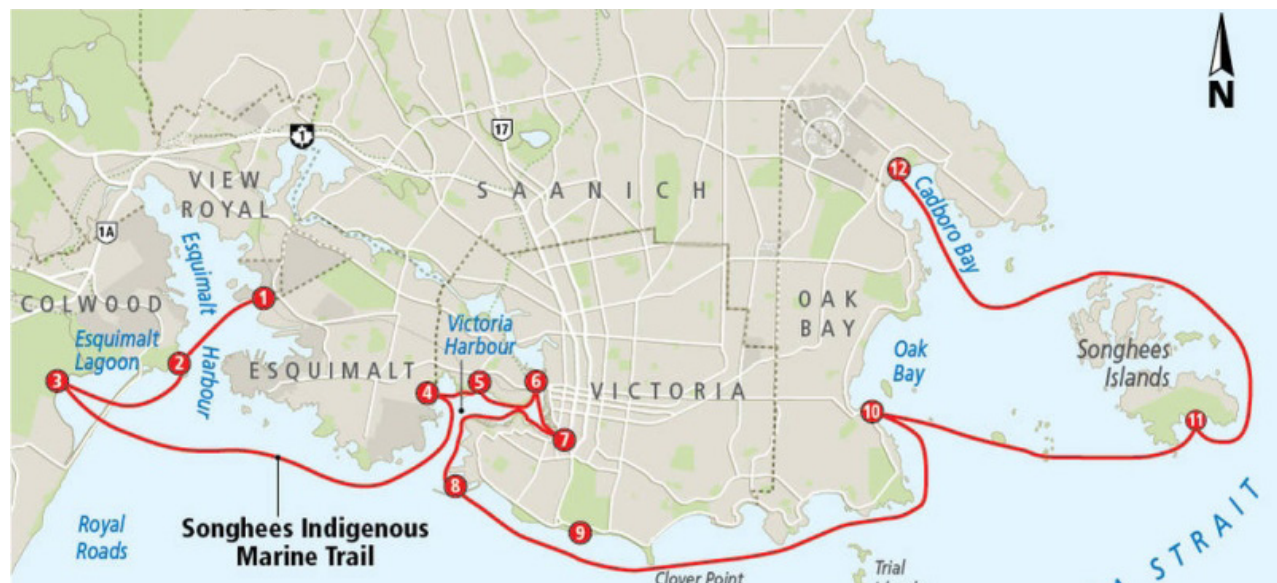 N
1
17
VIEW
ROYAL
SAANICH
12
Cadboro Bay
1A
Esquimalt
Harbour
COLWOOD
1
OAK
BAY
Esquimalt
Lagoon
2
3
Victoria
Harbour
ESQUIMALT
4
5
6
VICTORIA
7
Oak
Bay
Songhees
Islands
10
11
8
9
Songhees Indigenous
Marine Trail
Royal
Roads
Clover Point
Trial
STRAIT